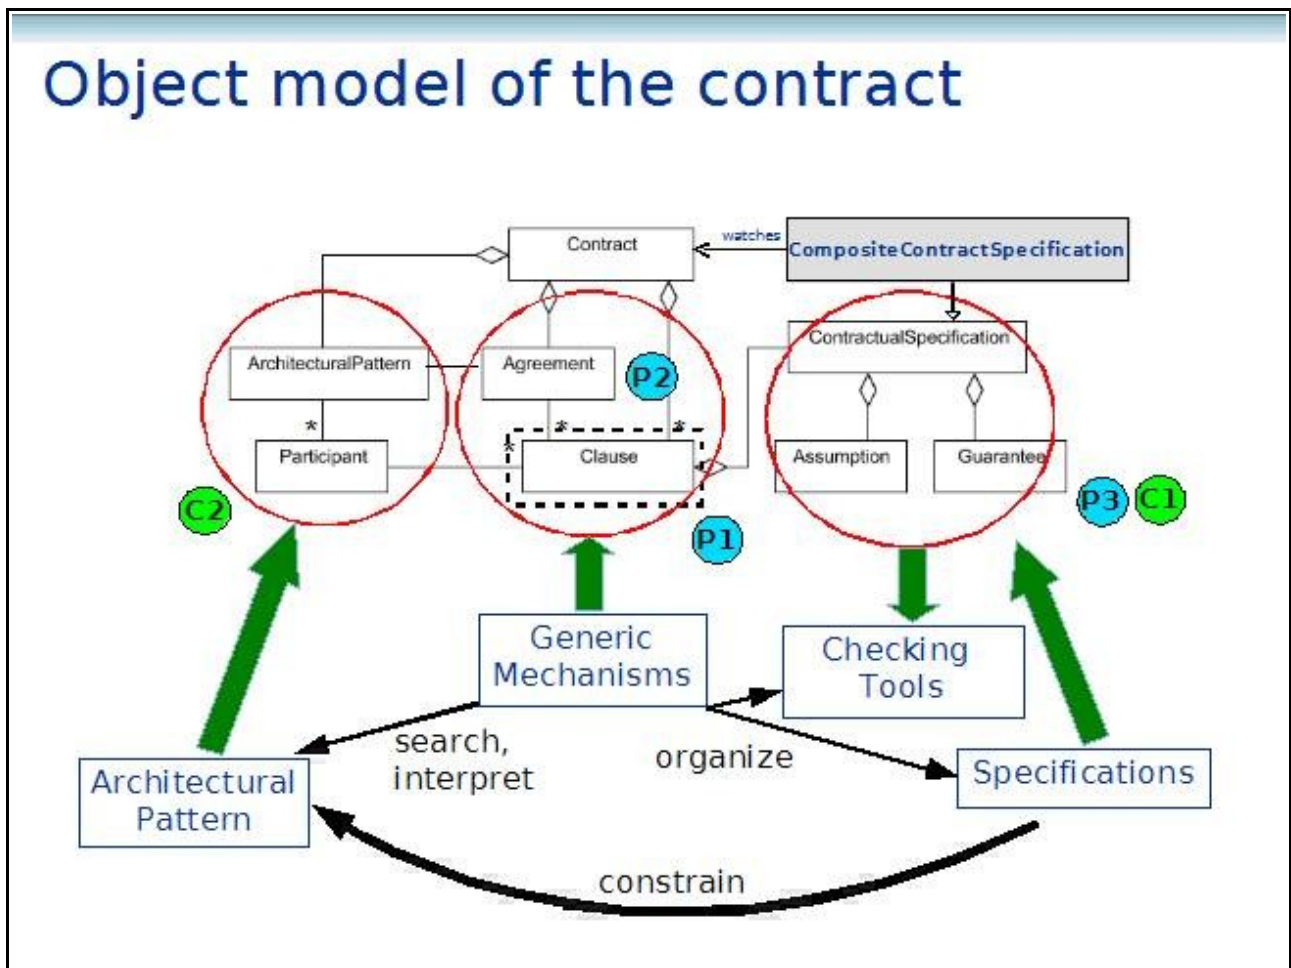 Object model of the contract
Contract
watches
CompositeContractSpecification
ArchitecturalPattern
Agreement
P2
ContractualSpecification
*
*
*
*
Participant
Clause
Assumption
Guarantee
C2
P1
P3
C1
Generic
Mechanisms
Checking
Tools
search,
interpret
organize
Architectural
Pattern
Specifications
constrain